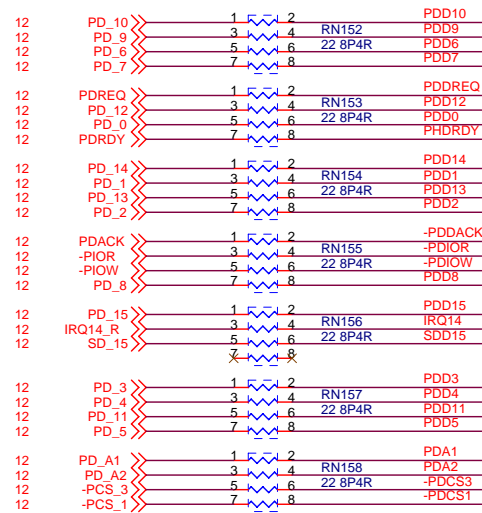 12 PD_10 1 2 PDD10
12 PD_9 3 4 RN152 PDD9
12 PD_6 5 6 22 8P4R PDD6
12 PD_7 7 8 PDD7
12 PDREQ 1 2 PDDREQ
12 PD_12 3 4 RN153 PDD12
12 PD_0 5 6 22 8P4R PDD0
12 PDRDY 7 8 PHDRDY
12 PD_14 1 2 PDD14
12 PD_1 3 4 RN154 PDD1
12 PD_13 5 6 22 8P4R PDD13
12 PD_2 7 8 PDD2
12 PDACK 1 2 -PDDACK
12 -PIOR 3 4 RN155 -PDIOR
12 -PIOW 5 6 22 8P4R -PDIOW
12 PD_8 7 8 PDD8
12 PD_15 1 2 PDD15
12 IRQ14_R 3 4 RN156 IRQ14
12 SD_15 5 6 22 8P4R SDD15
7 8
12 PD_3 1 2 PDD3
12 PD_4 3 4 RN157 PDD4
12 PD_11 5 6 22 8P4R PDD11
12 PD_5 7 8 PDD5
12 PD_A1 1 2 PDA1
12 PD_A2 3 4 RN158 PDA2
12 -PCS_3 5 6 22 8P4R -PDCS3
12 -PCS_1 7 8 -PDCS1